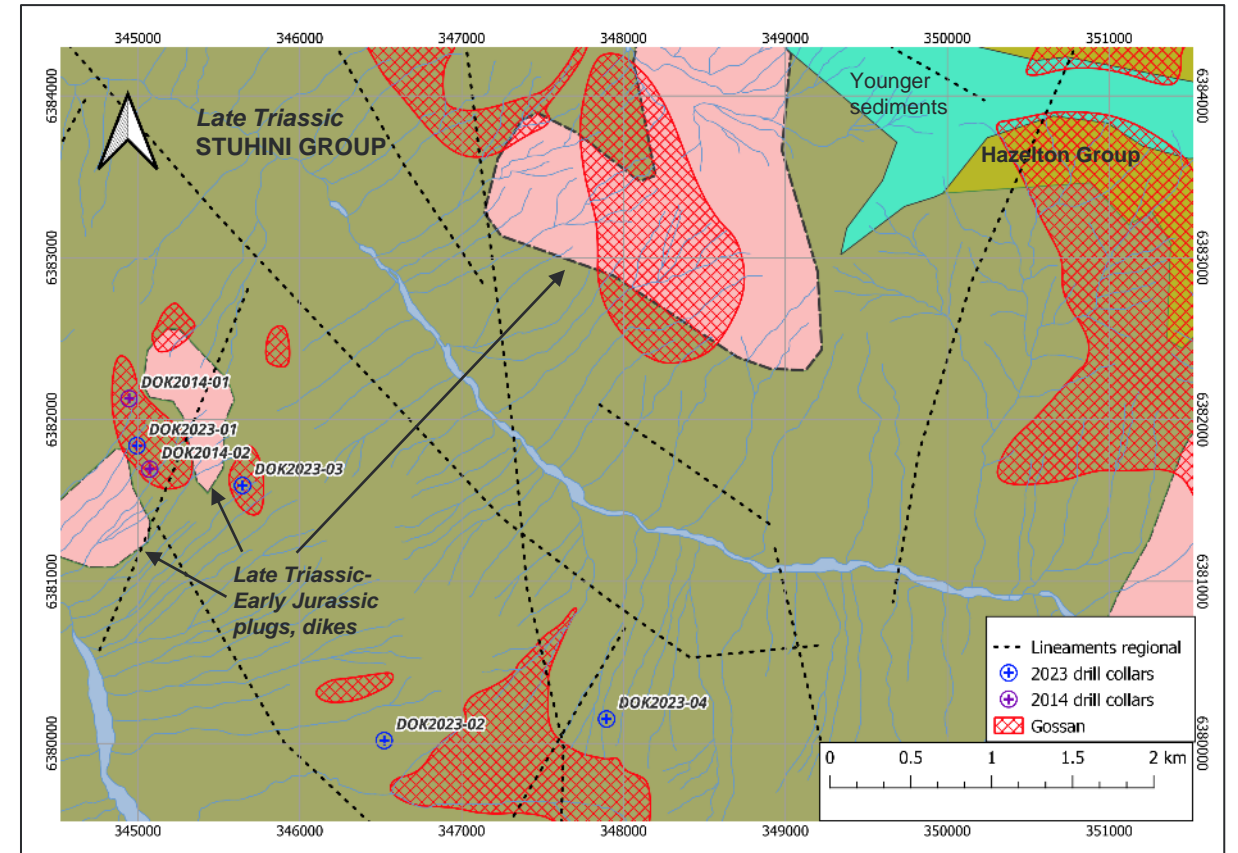 345000 346000 347000 348000 349000 350000 351000
6384000
6384000
Younger
sediments
Late Triassic
STUHINI GROUP
Hazelton Group
6383000
6383000
DOK2014-01
6382000
6382000
DOK2023-01
DOK2014-02
DOK2023-03
Late Triassic-
Early Jurassic
plugs, dikes
6381000
6381000
Lineaments regional
2023 drill collars
2014 drill collars
Gossan
DOK2023-04
DOK2023-02
6380000
6380000
0 0.5 1 1.5 2 km
345000 346000 347000 348000 349000 350000 351000